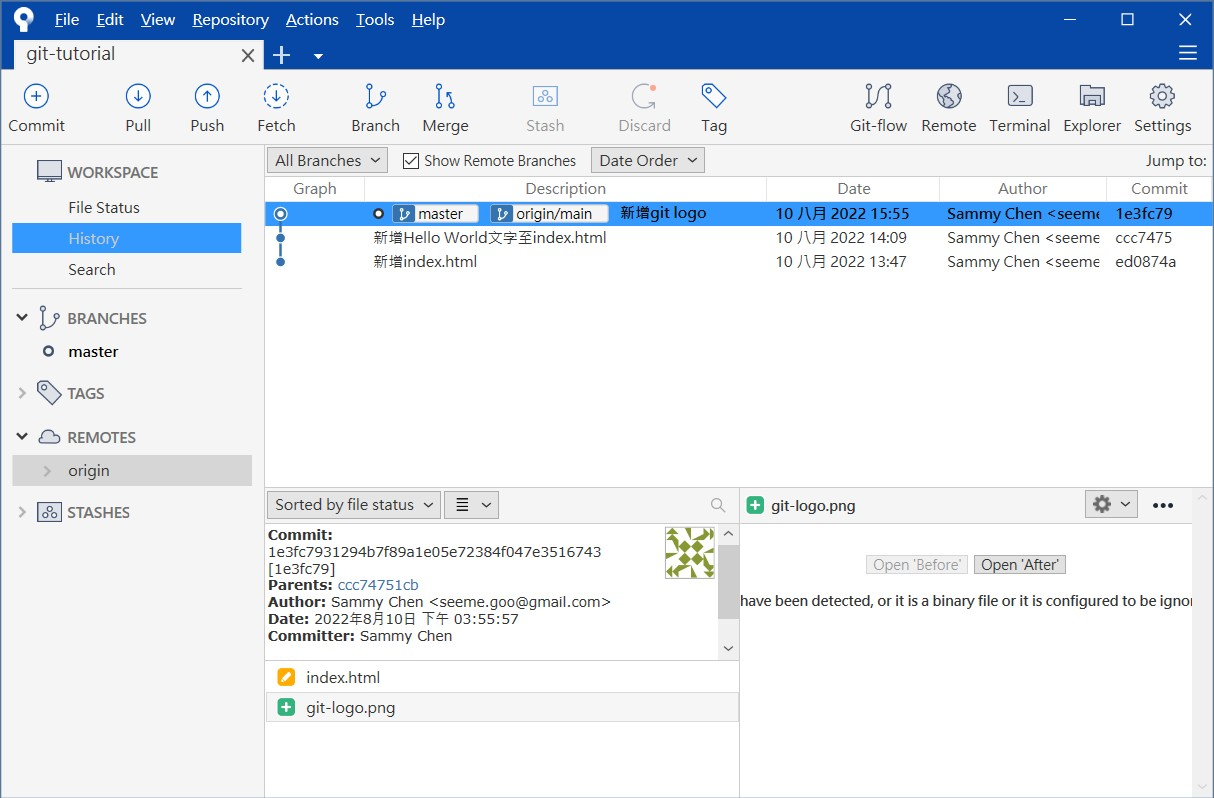 File Edit View Repository Actions Tools Help
git-tutorial
Commit Pull Push Fetch Branch Merge Stash Discard Tag Git-flow Remote Terminal Explorer Settings
WORKSPACE
File Status
History
Search
BRANCHES
master
TAGS
REMOTES
origin
STASHES
All Branches Show Remote Branches Date Order Jump to:
Graph Description Date Author Commit
master origin/main 新增git logo 10 八月 2022 15:55 Sammy Chen <seeme 1e3fc79
新增Hello World文字至index.html 10 八月 2022 14:09 Sammy Chen <seeme ccc7475
新增index.html 10 八月 2022 13:47 Sammy Chen <seeme ed0874a
Sorted by file status
Commit:
1e3fc7931294b7f89a1e05e72384f047e3516743
[1e3fc79]
Parents: ccc74751cb
Author: Sammy Chen <seeme.goo@gmail.com>
Date: 2022年8月10日 下午 03:55:57
Committer: Sammy Chen
index.html
git-logo.png
git-logo.png
Open 'Before' Open 'After'
have been detected, or it is a binary file or it is configured to be ignor